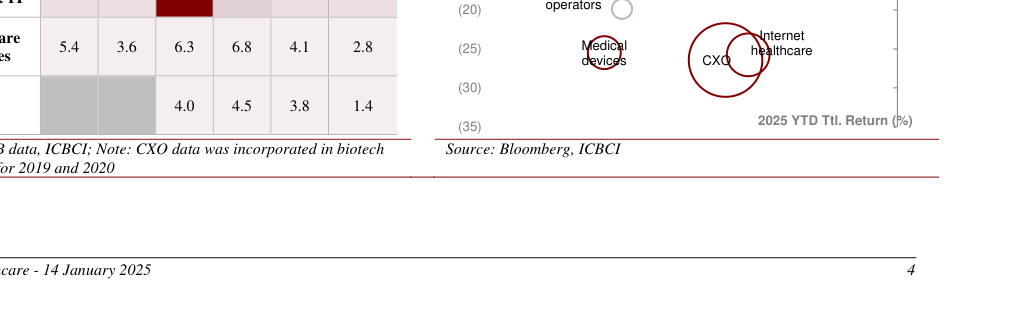 operators
(20)
are
es
5.4 3.6 6.3 6.8 4.1 2.8
(25)
Medical
devices
CXO
Internet
healthcare
(30)
4.0 4.5 3.8 1.4
2025 YTD Ttl. Return (%)
(35)
data, ICBCI; Note: CXO data was incorporated in biotech
for 2019 and 2020
Source: Bloomberg, ICBCI
care - 14 January 2025
4